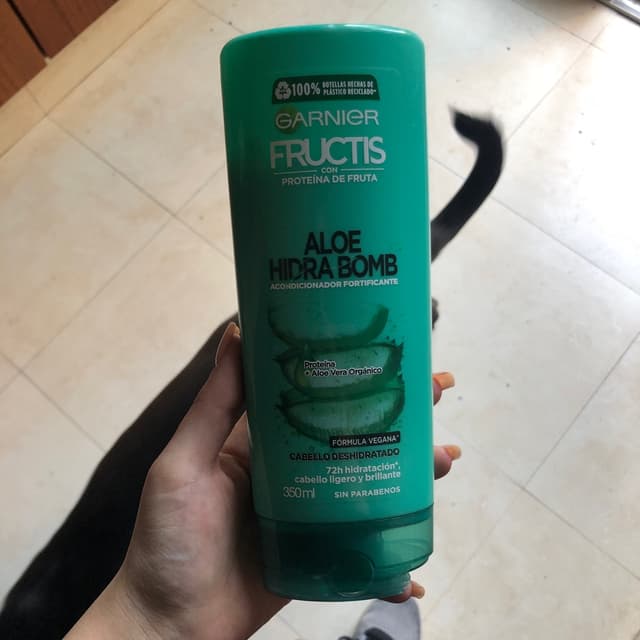 100% BOTELLAS HECHAS DE
PLÁSTICO RECICLADO*
GARNIER
FRUCTIS
CON
PROTEÍNA DE FRUTA
ALOE
HIDRA BOMB
ACONDICIONADOR FORTIFICANTE
Proteína
+ Aloe Vera Orgánico
FÓRMULA VEGANA*
CABELLO DESHIDRATADO
72h hidratación*,
cabello ligero y brillante
350ml SIN PARABENOS